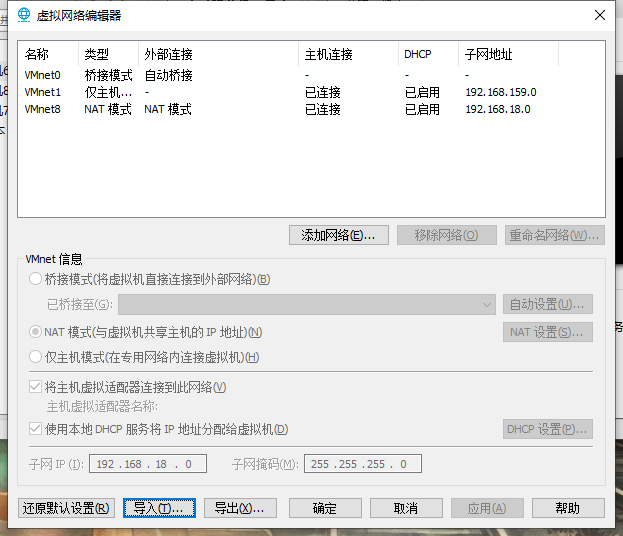 虚拟网络编辑器
名称 类型 外部连接 主机连接 DHCP 子网地址
VMnet0 桥接模式 自动桥接 - - -
VMnet1 仅主机... - 已连接 已启用 192.168.159.0
VMnet8 NAT 模式 NAT 模式 已连接 已启用 192.168.18.0
添加网络(E)... 移除网络(O) 重命名网络(W)...
VMnet 信息
桥接模式(将虚拟机直接连接到外部网络)(B)
已桥接至(G): 自动设置(U)...
NAT 模式(与虚拟机共享主机的 IP 地址)(N) NAT 设置(S)...
仅主机模式(在专用网络内连接虚拟机)(H)
将主机虚拟适配器连接到此网络(V)
主机虚拟适配器名称:
使用本地 DHCP 服务将 IP 地址分配给虚拟机(D) DHCP 设置(P)...
子网 IP (I): 192 . 168 . 18 . 0 子网掩码(M): 255 . 255 . 255 . 0
还原默认设置(R) 导入(T)... 导出(X)... 确定 取消 应用(A) 帮助